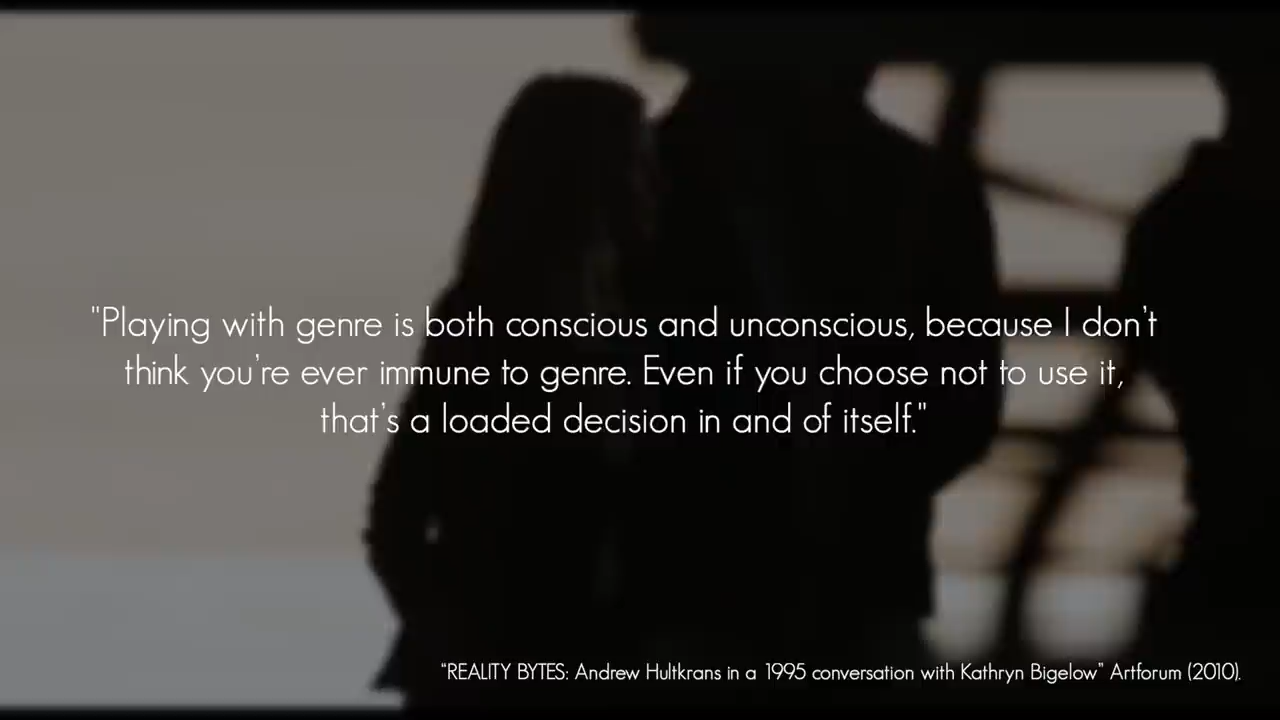 "Playing with genre is both conscious and unconscious, because I don't
think you're ever immune to genre. Even if you choose not to use it,
that's a loaded decision in and of itself."
"REALITY BYTES: Andrew Hultkrans in a 1995 conversation with Kathryn Bigelow" Artforum (2010).